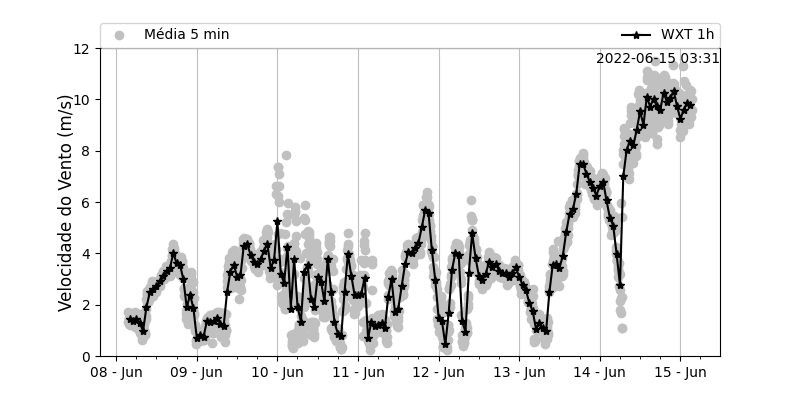 Média 5 min
WXT 1h
2022-06-15 03:31
Velocidade do Vento (m/s)
12
10
8
6
4
2
0
08 - Jun
09 - Jun
10 - Jun
11 - Jun
12 - Jun
13 - Jun
14 - Jun
15 - Jun